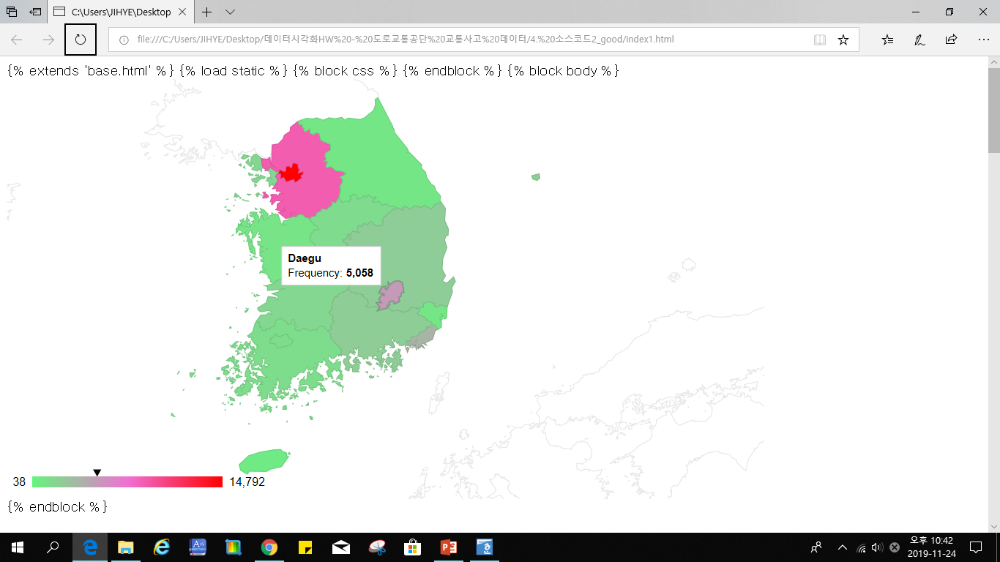 C:\Users\JIHYE\Desktop
file:///C:/Users/JIHYE/Desktop/데이터시각화HW%20-%20도로교통공단%20교통사고%20데이터/4.%20소스코드2_good/index1.html
{% extends 'base.html' %} {% load static %} {% block css %} {% endblock %} {% block body %}
Daegu
Frequency: 5,058
38
14,792
{% endblock %}
오후 10:42
2019-11-24